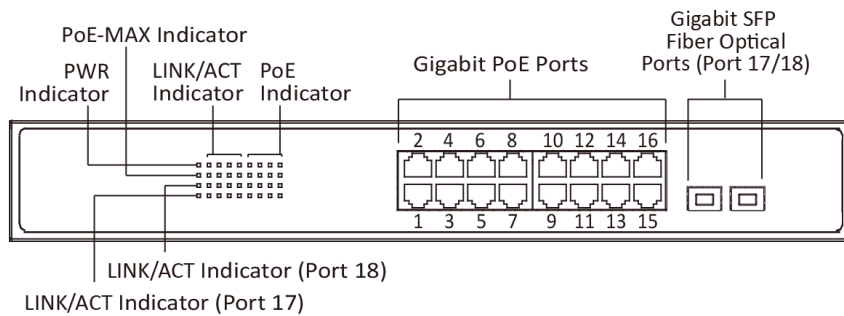 PoE-MAX Indicator
PWR
Indicator
LINK/ACT
Indicator
PoE
Indicator
Gigabit PoE Ports
Gigabit SFP
Fiber Optical
Ports (Port 17/18)
2 4 6 8 10 12 14 16
1 3 5 7 9 11 13 15
LINK/ACT Indicator (Port 18)
LINK/ACT Indicator (Port 17)